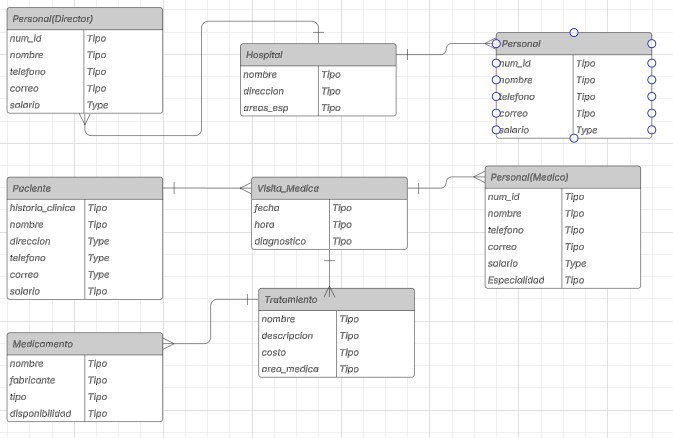 Personal(Director)
num_id Tipo
nombre Tipo
telefono Tipo
correo Tipo
salario Type
Hospital
nombre Tipo
direccion Tipo
areas_esp Tipo
Personal
num_id Tipo
nombre Tipo
telefono Tipo
correo Tipo
salario Type
Paciente
historia_clinica Tipo
nombre Tipo
direccion Type
telefono Type
correo Type
salario Tipo
Visita_Medica
fecha Tipo
hora Tipo
diagnostico Tipo
Personal(Medico)
num_id Tipo
nombre Tipo
telefono Tipo
correo Tipo
salario Type
Especialidad Tipo
Tratamiento
nombre Tipo
descripcion Tipo
costo Tipo
area_medica Tipo
Medicamento
nombre Tipo
fabricante Tipo
tipo Tipo
disponibilidad Tipo